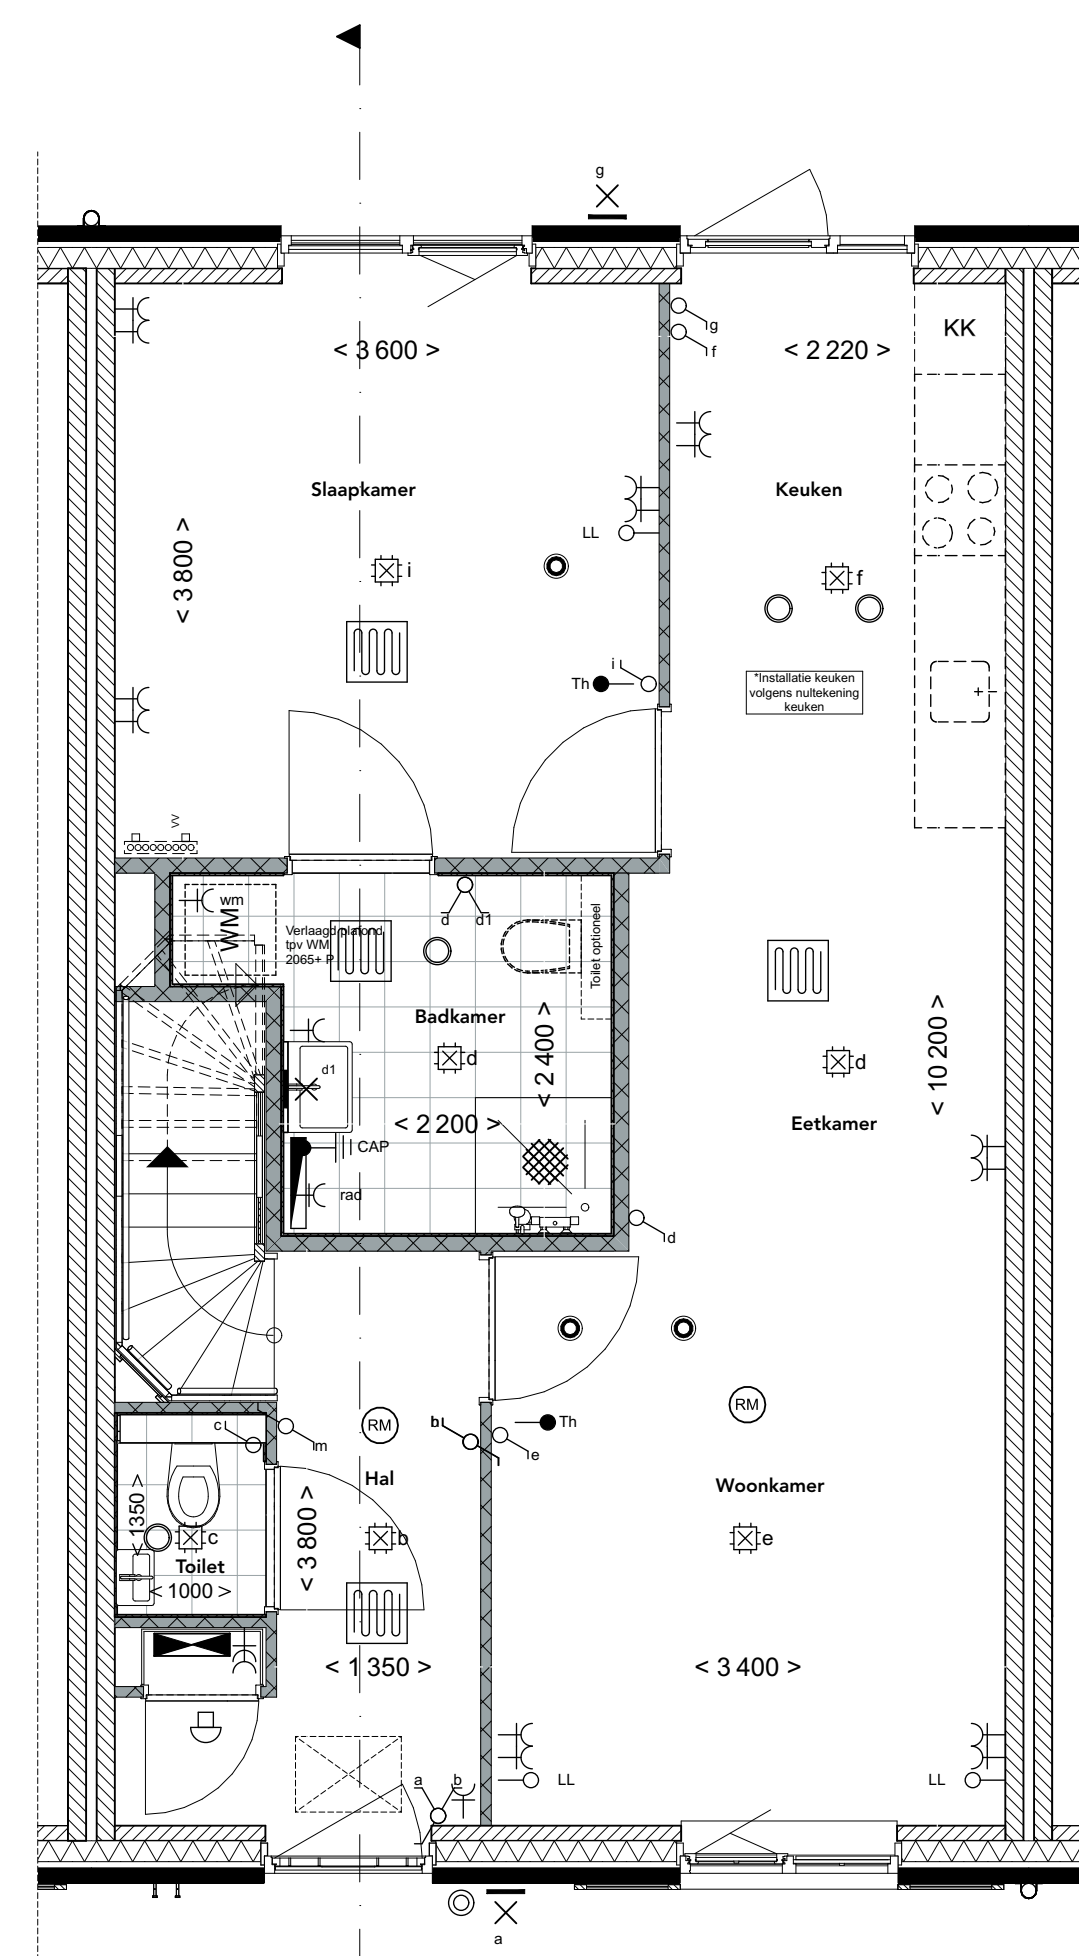 g
g
f
KK
< 3 600 >
< 2 220 >
Slaapkamer
Keuken
LL
< 3 800 >
i
f
i
Th
*Installatie keuken
volgens nultekening
keuken
VV
wm
WM
d
d1
Verlaagd plafond
tpv WM
2065+ P
Toilet optioneel
Badkamer
< 2 400 >
< 10 200 >
d
d
d1
< 2 200 >
Eetkamer
CAP
rad
d
RM
c
m
RM
b
Th
e
Hal
Woonkamer
< 1350 >
< 3 800 >
c
b
e
Toilet
< 1000 >
< 1 350 >
< 3 400 >
a
b
LL
LL
a